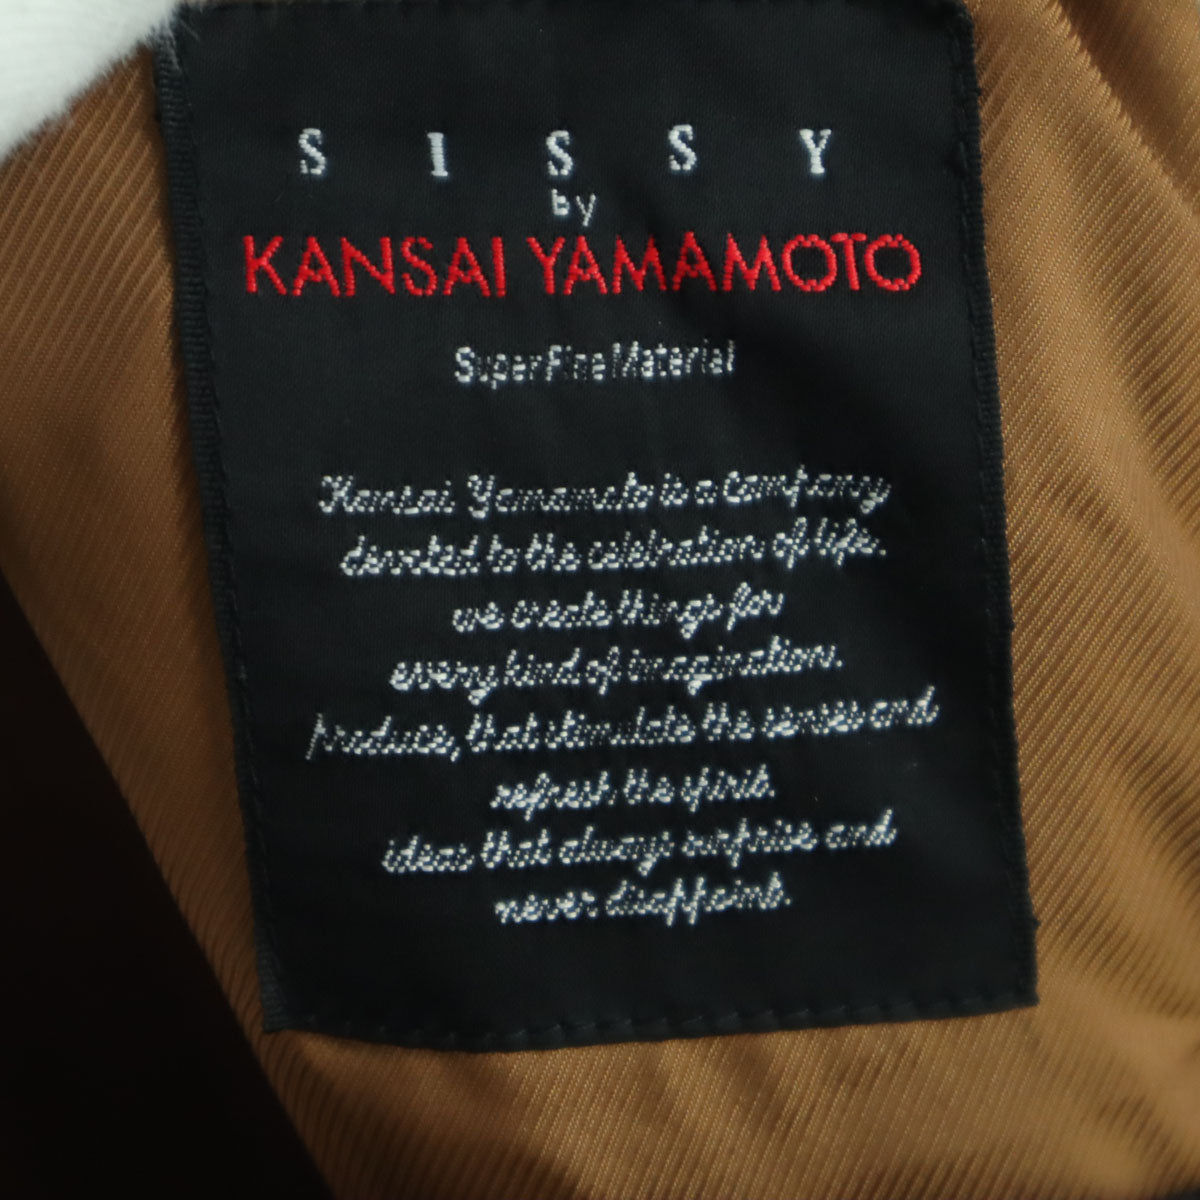 SISSY
by
KANSAI YAMAMOTO
Super Fine Material
Kansai Yamamoto is a company
devoted to the celebration of life.
we create things for
every kind of imagination.
produce, that stimulate the senses and
refresh the spirit.
ideas that always surprise and
never disappoint.